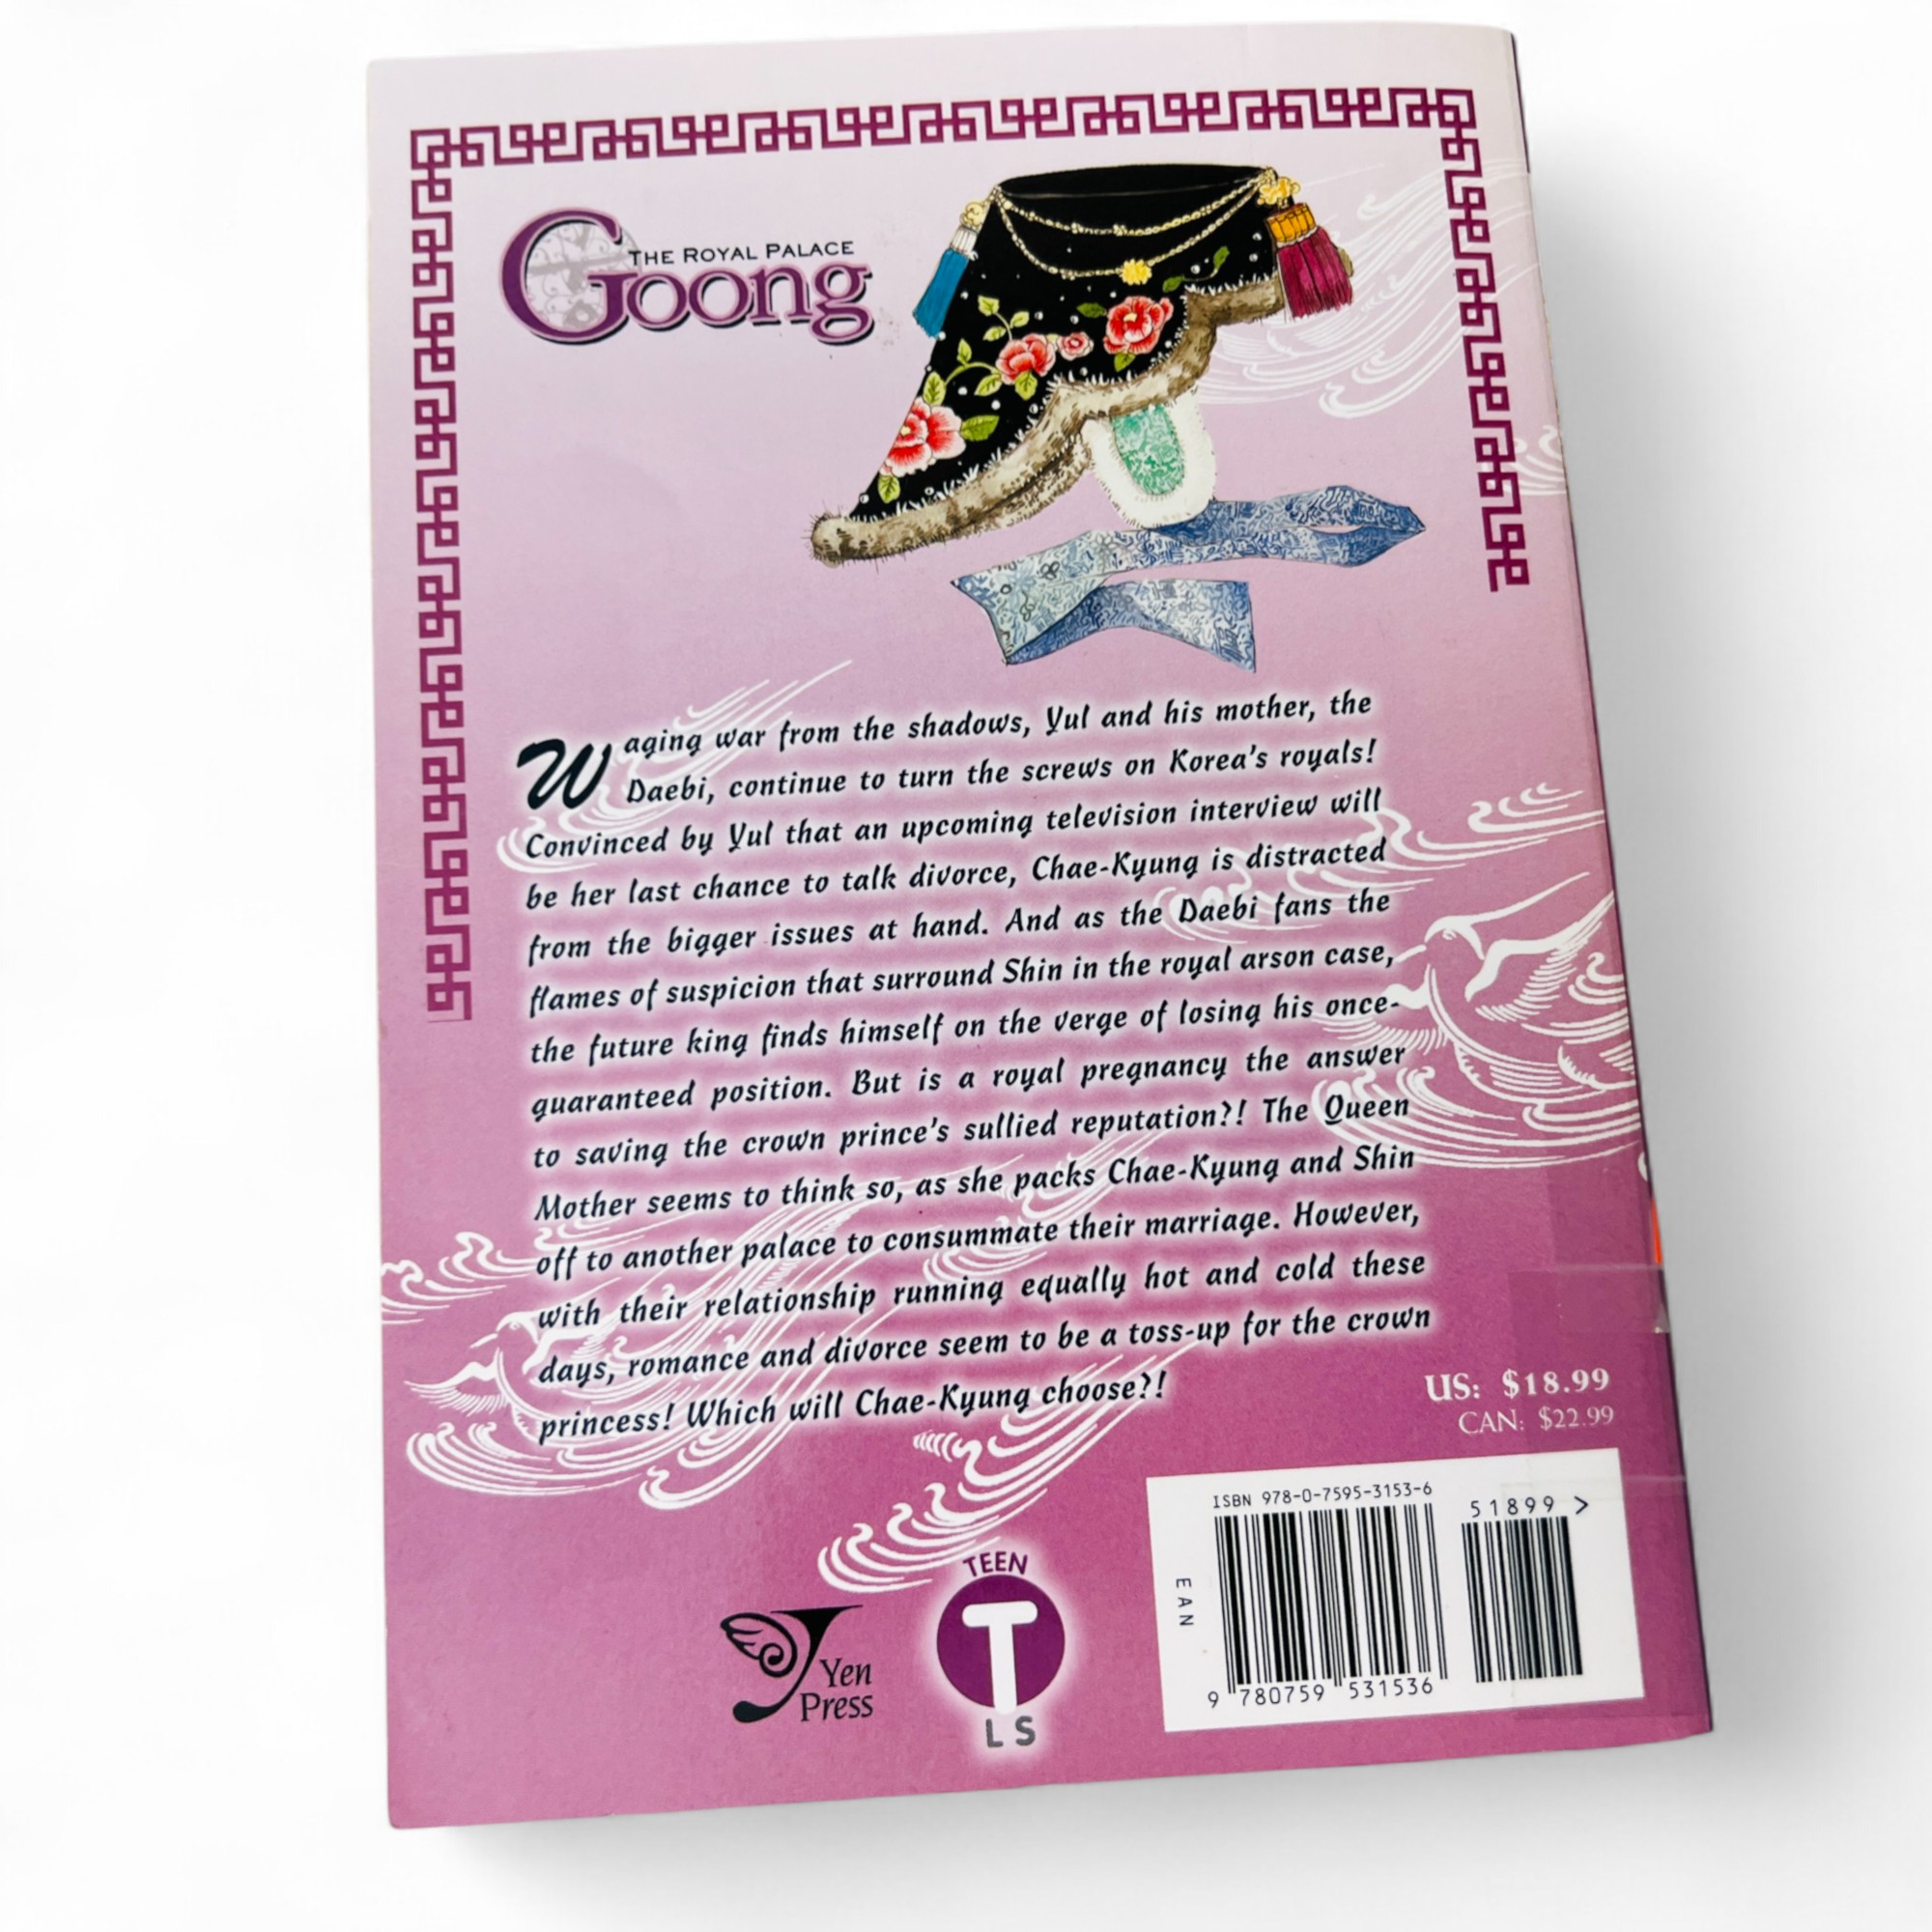 THE ROYAL PALACE
Goong
Waging war from the shadows, Yul and his mother, the
Daebi, continue to turn the screws on Korea's royals!
Convinced by Yul that an upcoming television interview will
be her last chance to talk divorce, Chae-Kyung is distracted
from the bigger issues at hand. And as the Daebi fans the
flames of suspicion that surround Shin in the royal arson case,
the future king finds himself on the verge of losing his once-
guaranteed position. But is a royal pregnancy the answer
to saving the crown prince's sullied reputation?! The Queen
Mother seems to think so, as she packs Chae-Kyung and Shin
off to another palace to consummate their marriage. However,
with their relationship running equally hot and cold these
days, romance and divorce seem to be a toss-up for the crown
princess! Which will Chae-Kyung choose?!
US: $18.99
CAN: $22.99
ISBN 978-0-7595-3153-6
51899 >
EAN
9 780759 531536
TEEN
T
LS
Yen
Press